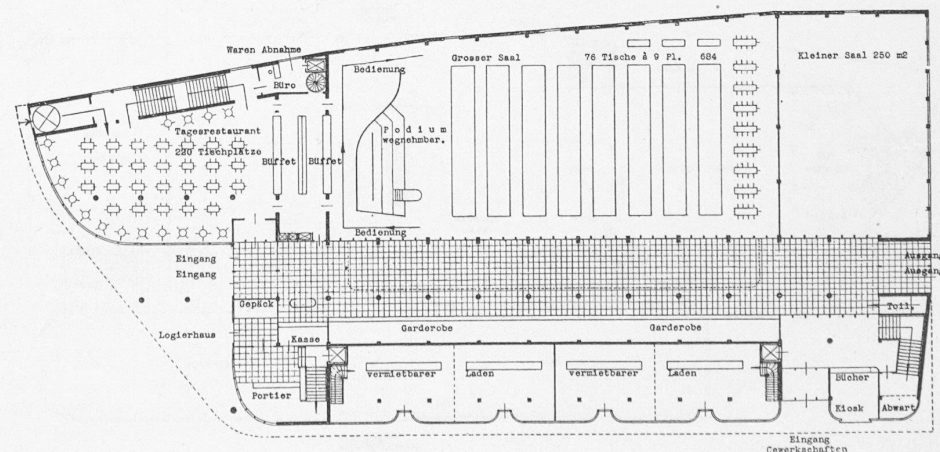 Waren Abnahme
Büro
Bedienung
Grosser Saal 76 Tische à 9 Pl. 684
Kleiner Saal 250 m2
Tagesrestaurant
220 Tischplätze
Büffet Büffet
Podium
wegnehmbar.
Bedienung
Eingang
Eingang
Ausgang
Ausgang
Gepäck
Toil.
Logierhaus
Kasse
Garderobe Garderobe
vermietbarer Laden vermietbarer Laden
Portier
Bücher
Kiosk
Abwart
Eingang
Gewerkschaften